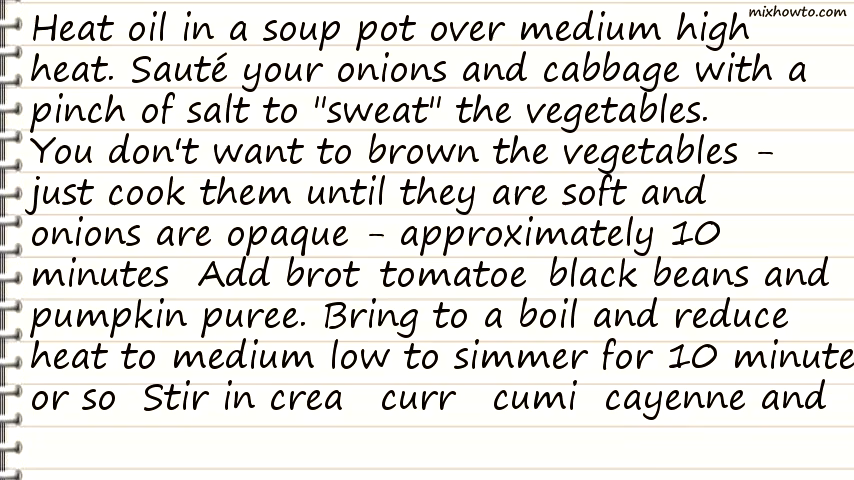 mixhowto.com
Heat oil in a soup pot over medium high
heat. Sauté your onions and cabbage with a
pinch of salt to "sweat" the vegetables.
You don't want to brown the vegetables -
just cook them until they are soft and
onions are opaque - approximately 10
minutes Add brot tomatoe black beans and
pumpkin puree. Bring to a boil and reduce
heat to medium low to simmer for 10 minute
or so Stir in crea curr cumi cayenne and